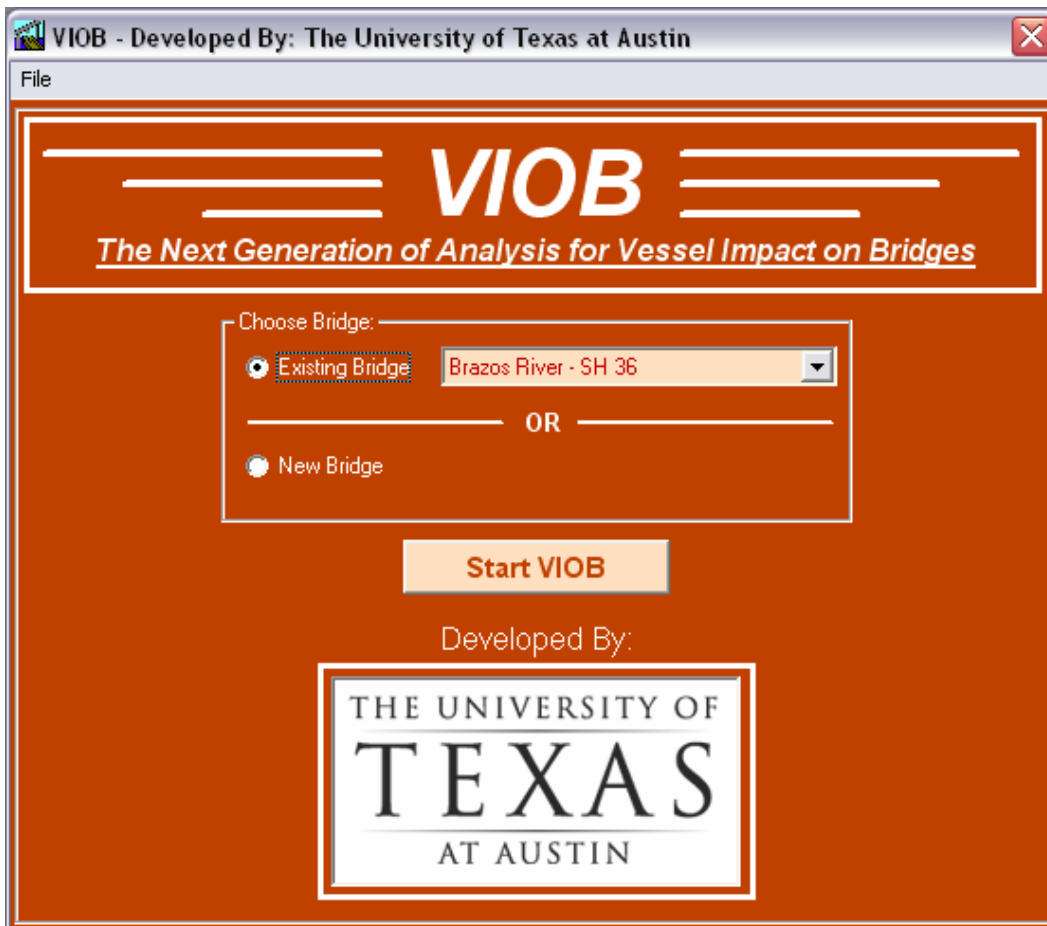 VIOB - Developed By: The University of Texas at Austin
File
VIOB
The Next Generation of Analysis for Vessel Impact on Bridges
Choose Bridge:
Existing Bridge Brazos River - SH 36
OR
New Bridge
Start VIOB
Developed By:
THE UNIVERSITY OF
TEXAS
AT AUSTIN